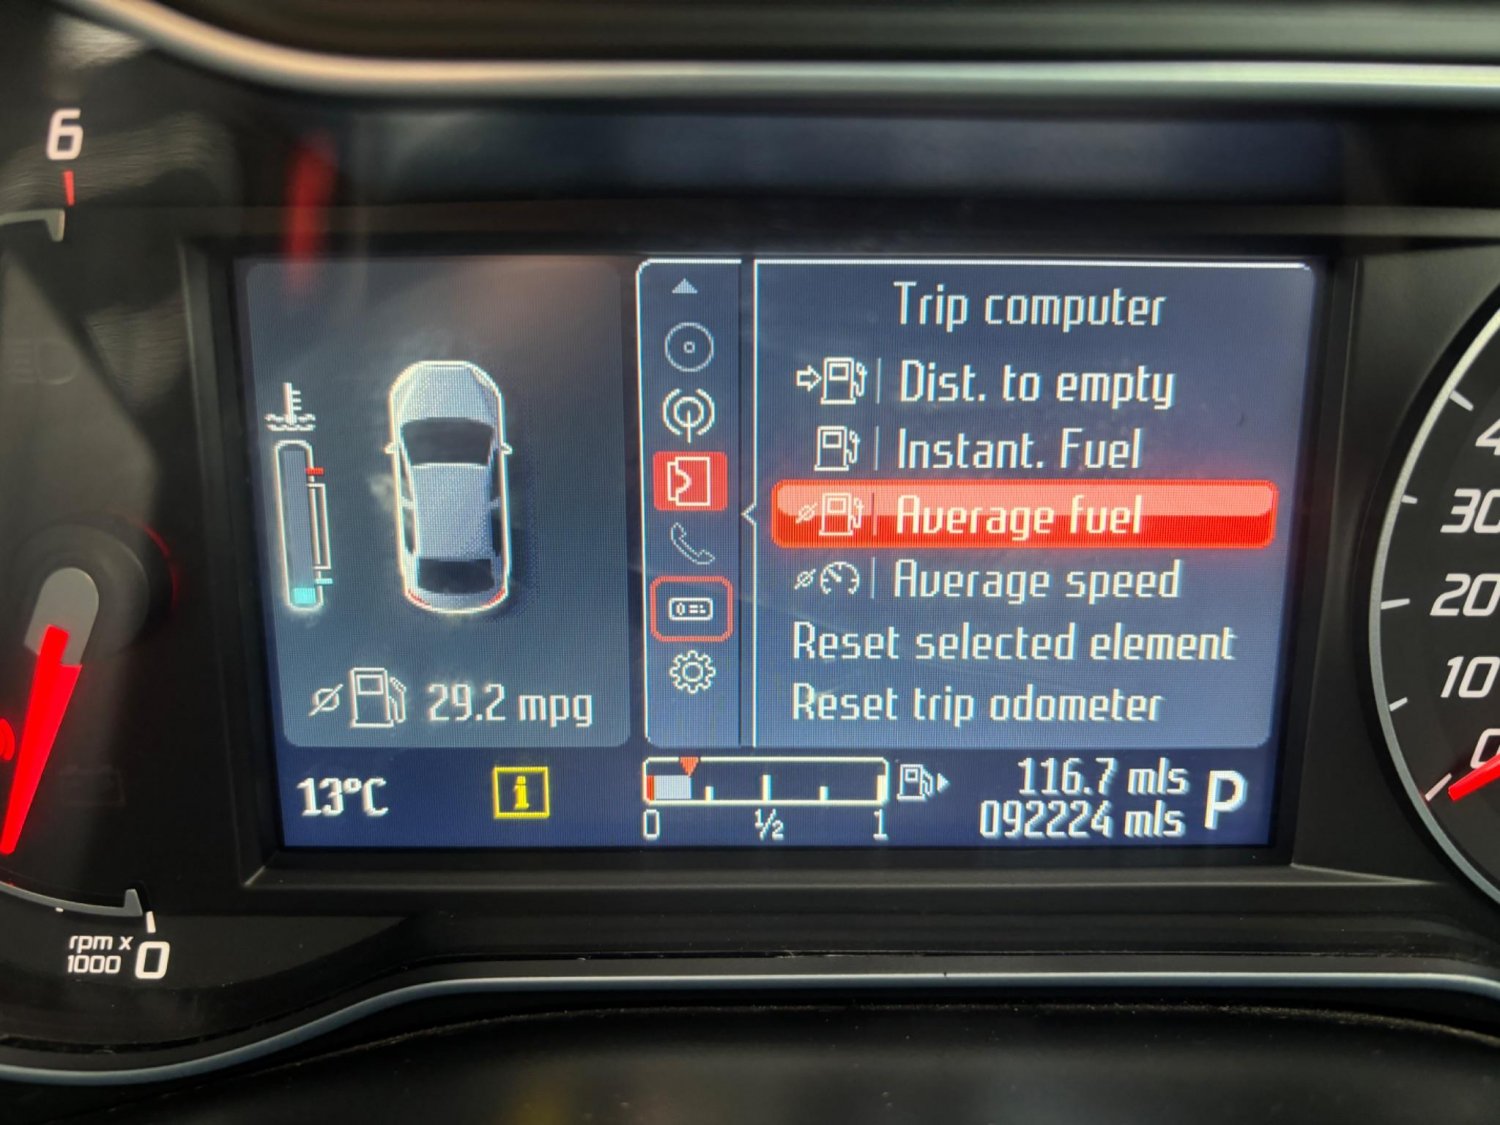 6
Trip computer
Dist. to empty
Instant. Fuel
Average fuel
Average speed
Reset selected element
Reset trip odometer
29.2 mpg
13°C
i
0 ½ 1
116.7 mls
092224 mls
P
30
20
10
0
rpm x
1000
0